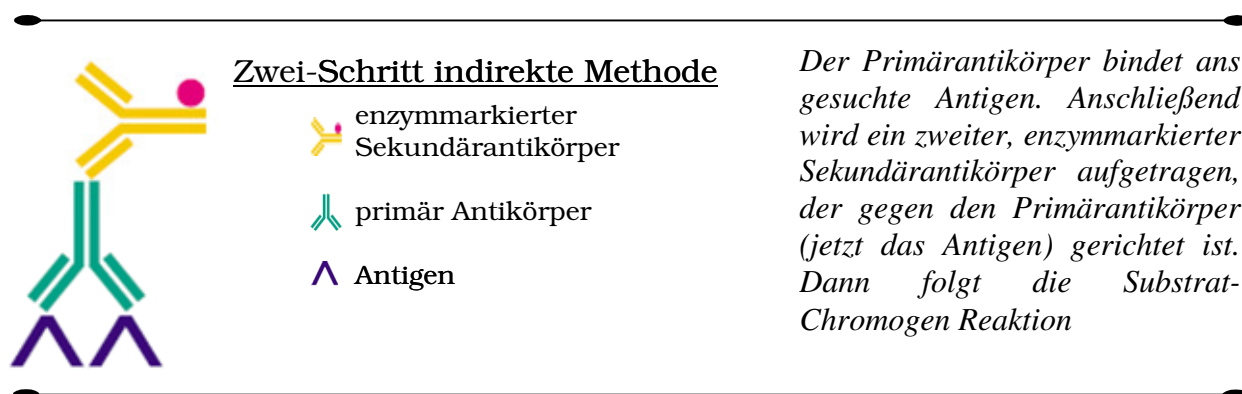 Zwei-Schritt indirekte Methode
enzymmarkierter
Sekundärantikörper
primär Antikörper
Antigen
Der Primärantikörper bindet ans
gesuchte Antigen. Anschließend
wird ein zweiter, enzymmarkierter
Sekundärantikörper aufgetragen,
der gegen den Primärantikörper
(jetzt das Antigen) gerichtet ist.
Dann folgt die Substrat-
Chromogen Reaktion